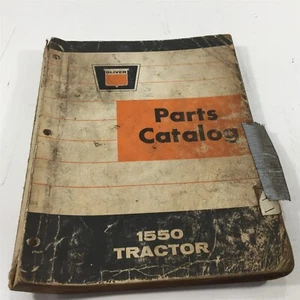 OLIVER
Parts
Catalog
1550
TRACTOR